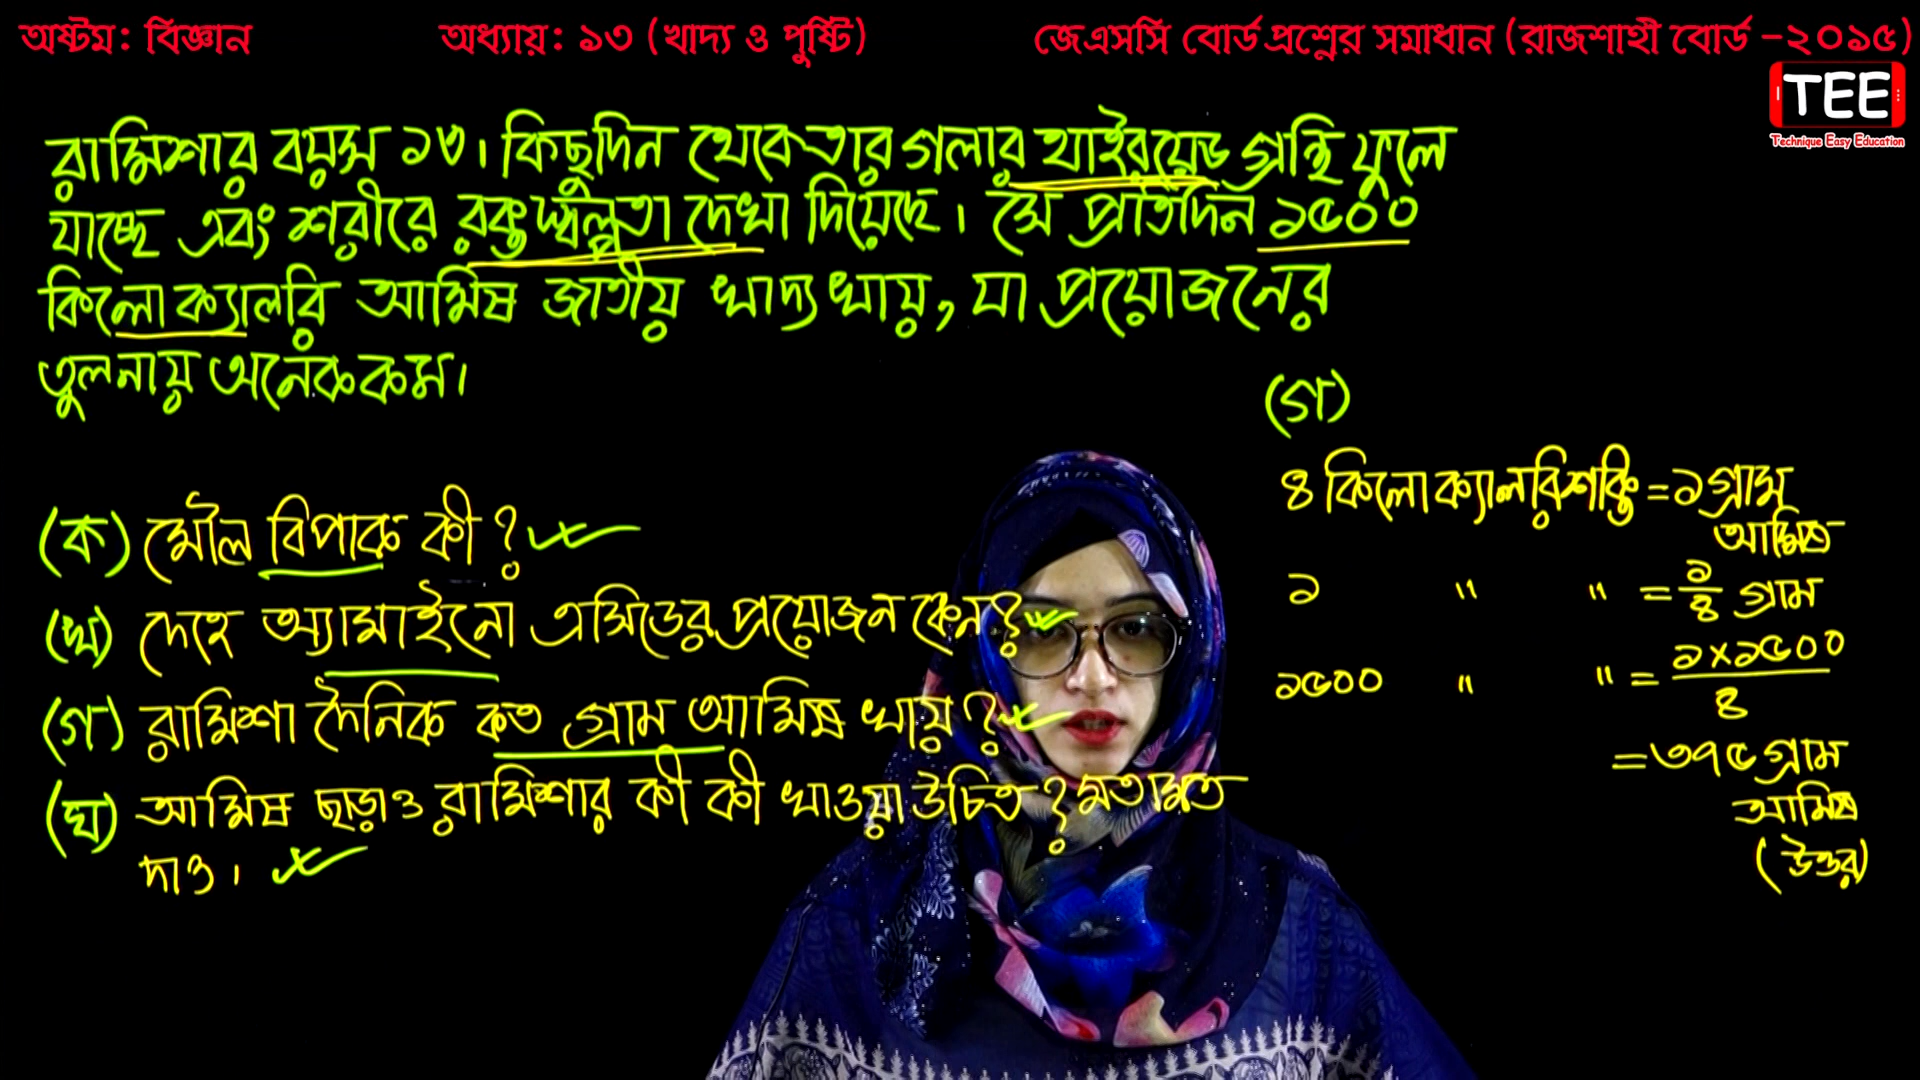 অষ্টম: বিজ্ঞান
অধ্যায়: ১৩ (খাদ্য ও পুষ্টি)
জেএসসি বোর্ড প্রশ্নের সমাধান (রাজশাহী বোর্ড -২০১৫)
TEE
Technique Easy Education
রামিশার বয়স ১৩। কিছুদিন থেকে তার গলার থাইরয়েড গ্রন্থি ফুলে
যাচ্ছে এবং শরীরে রক্তস্বল্পতা দেখা দিয়েছে। সে প্রতিদিন ১৫০০
কিলোক্যালরি আমিষ জাতীয় খাদ্য খায়, যা প্রয়োজনের
তুলনায় অনেক কম।
(ক) মৌল বিপাক কী?
(খ) দেহে অ্যামাইনো এসিডের প্রয়োজন কেন?
(গ) রামিশা দৈনিক কত গ্রাম আমিষ খায়?
(ঘ) আমিষ ছাড়াও রামিশার কী কী খাওয়া উচিত? মতামত
দাও।
(গ)
৪ কিলোক্যালরি শক্তি = ১ গ্রাম
আমিষ
১ " " = ১/৪ গ্রাম
১৫০০ " " = ১×১৫০০/৪
= ৩৭৫ গ্রাম
আমিষ
(উত্তর)